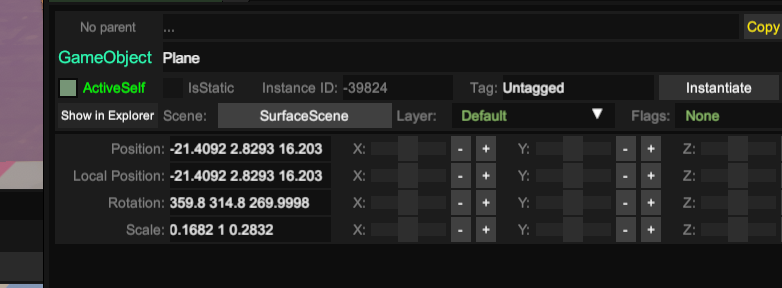 No parent ... Copy
GameObject Plane
ActiveSelf IsStatic Instance ID: -39824 Tag: Untagged Instantiate
Show in Explorer Scene: SurfaceScene Layer: Default ▼ Flags: None
Position: -21.4092 2.8293 16.203 X: - + Y: - + Z:
Local Position: -21.4092 2.8293 16.203 X: - + Y: - + Z:
Rotation: 359.8 314.8 269.9998 X: - + Y: - + Z:
Scale: 0.1682 1 0.2832 X: - + Y: - + Z: